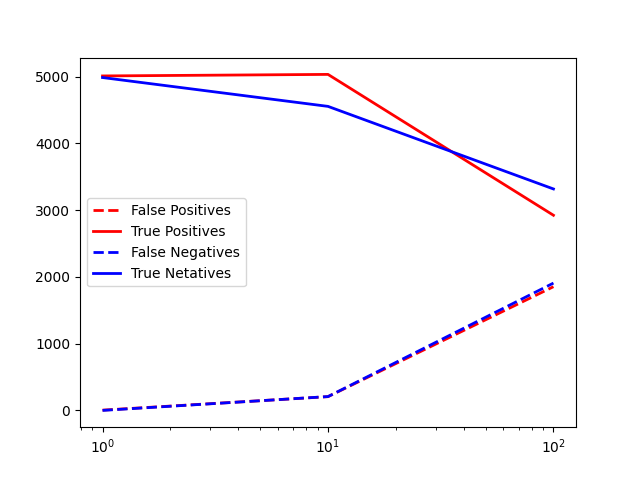 5000
4000
3000
2000
1000
0
False Positives
True Positives
False Negatives
True Netatives
10⁰
10¹
10²